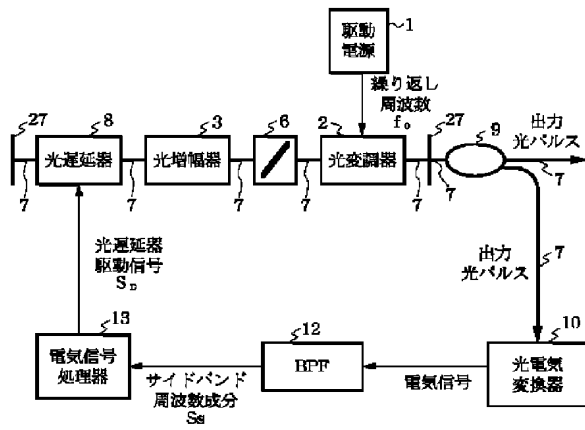 駆動
電源
1
繰り返し
周波数
f₀
27
8
3
6
2
27
9
出力
光パルス
光遅延器
光増幅器
光変調器
7
7
7
7
7
7
7
光遅延器
駆動信号
S_D
出力
光パルス
7
13
12
10
電気信号
処理器
サイドバンド
周波数成分
Ss
BPF
電気信号
光電気
変換器